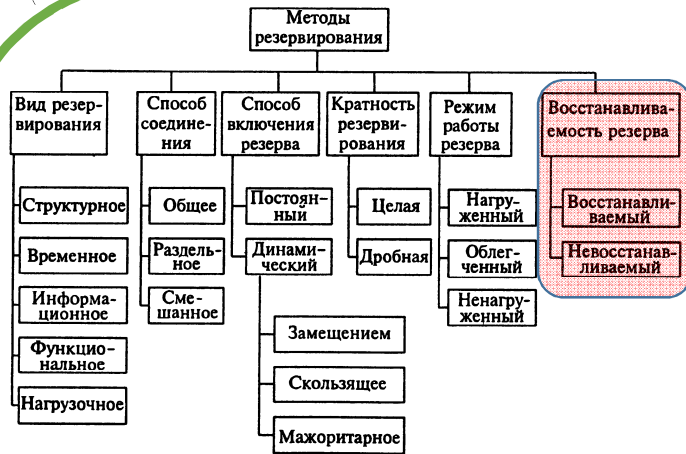 Методы
резервирования
Вид резер-
вирования
Способ
соедине-
ния
Способ
включения
резерва
Кратность
резерви-
рования
Режим
работы
резерва
Восстанавлива-
емость резерва
Структурное
Временное
Информа-
ционное
Функцио-
нальное
Нагрузочное
Общее
Раздель-
ное
Сме-
шанное
Постоян-
ный
Динами-
ческий
Замещением
Скользящее
Мажоритарное
Целая
Дробная
Нагру-
женный
Облег-
ченный
Ненагру-
женный
Восстанавли-
ваемый
Невосстанав-
ливаемый